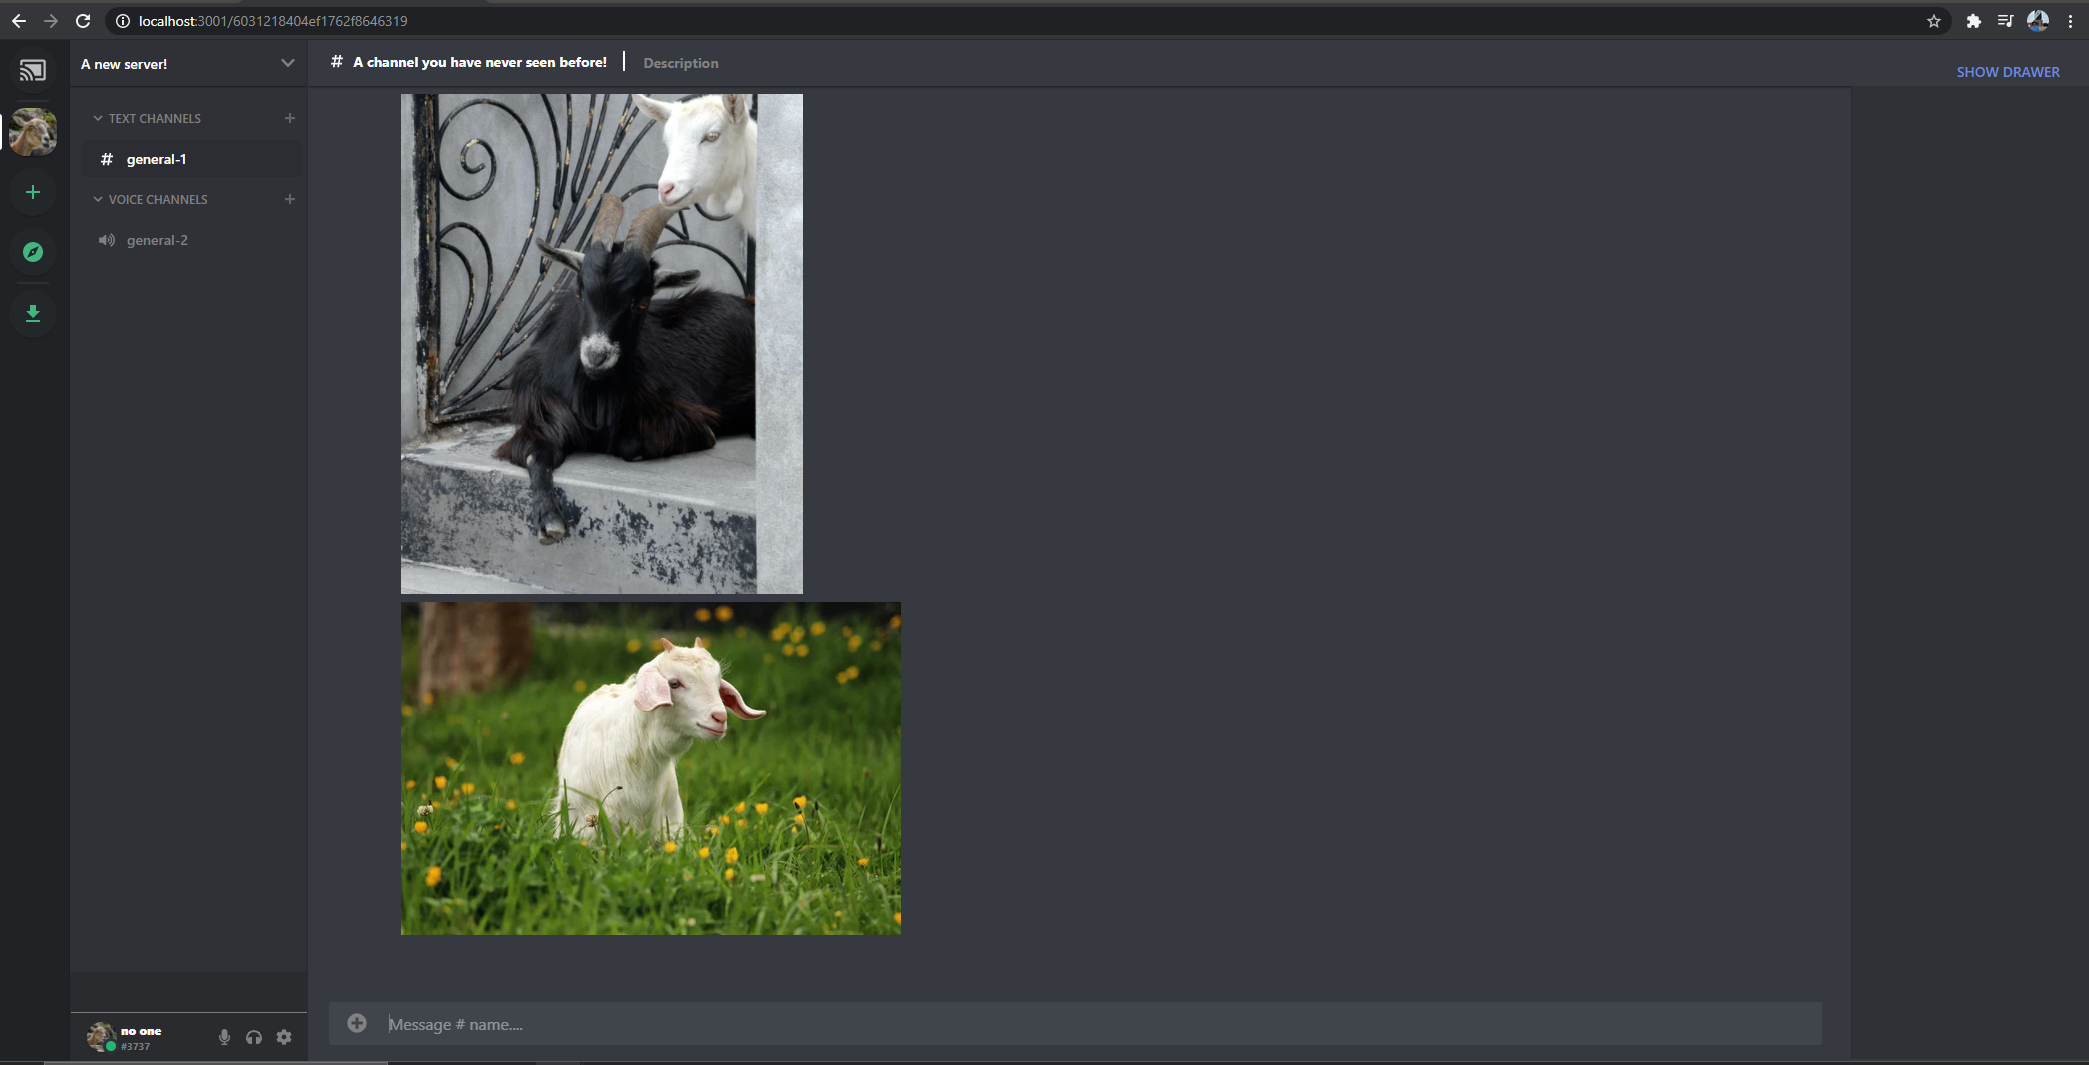 localhost:3001/6031218404ef1762f8646319
A new server!
# A channel you have never seen before!
Description
SHOW DRAWER
TEXT CHANNELS
# general-1
VOICE CHANNELS
general-2
no one
#3737
Message # name....